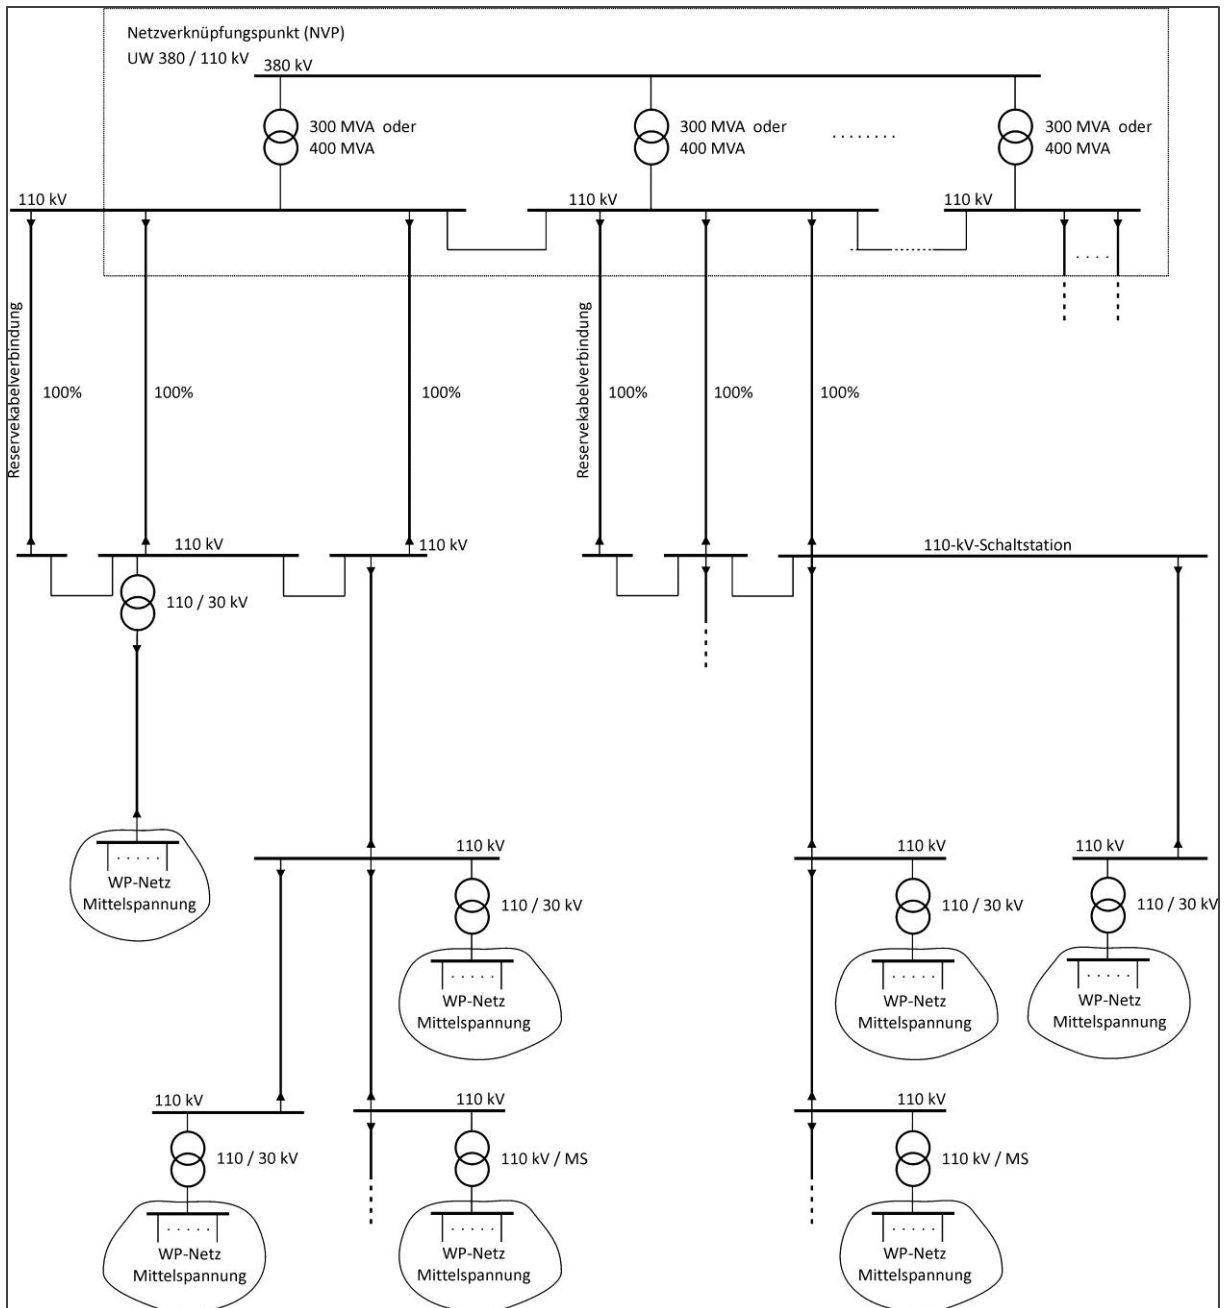 Netzverknüpfungspunkt (NVP)
UW 380 / 110 kV
380 kV
300 MVA oder
400 MVA
300 MVA oder
400 MVA
300 MVA oder
400 MVA
110 kV
110 kV
110 kV
Reservekabelverbindung
100%
100%
100%
Reservekabelverbindung
100%
100%
100%
110 kV
110 kV
110-kV-Schaltstation
110 / 30 kV
WP-Netz
Mittelspannung
110 kV
110 / 30 kV
WP-Netz
Mittelspannung
110 kV
110 / 30 kV
WP-Netz
Mittelspannung
110 kV
110 / 30 kV
WP-Netz
Mittelspannung
110 kV
110 / 30 kV
WP-Netz
Mittelspannung
110 kV
110 kV / MS
WP-Netz
Mittelspannung
110 kV
110 kV / MS
WP-Netz
Mittelspannung